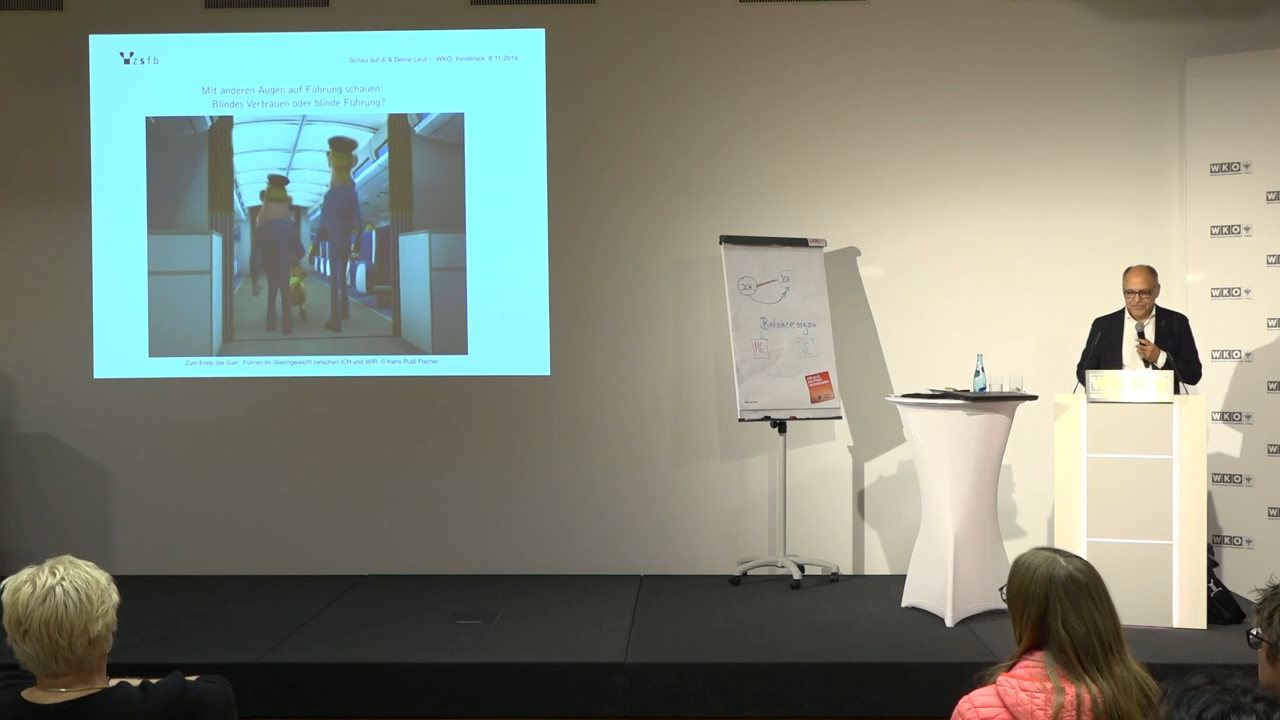 zsfb
Schau auf di & Deine Leut – WKO, Innsbruck, 8.11.2019
Mit anderen Augen auf Führung schauen:
Blindes Vertrauen oder blinde Führung?
Zum Ende der Gier: Führen im Gleichgewicht zwischen ICH und WIR © Hans Rudi Fischer
ICH
ICH
Balanceorgan
ME
WKO
WKO
WKO
WKO
WKO
WKO
WKO